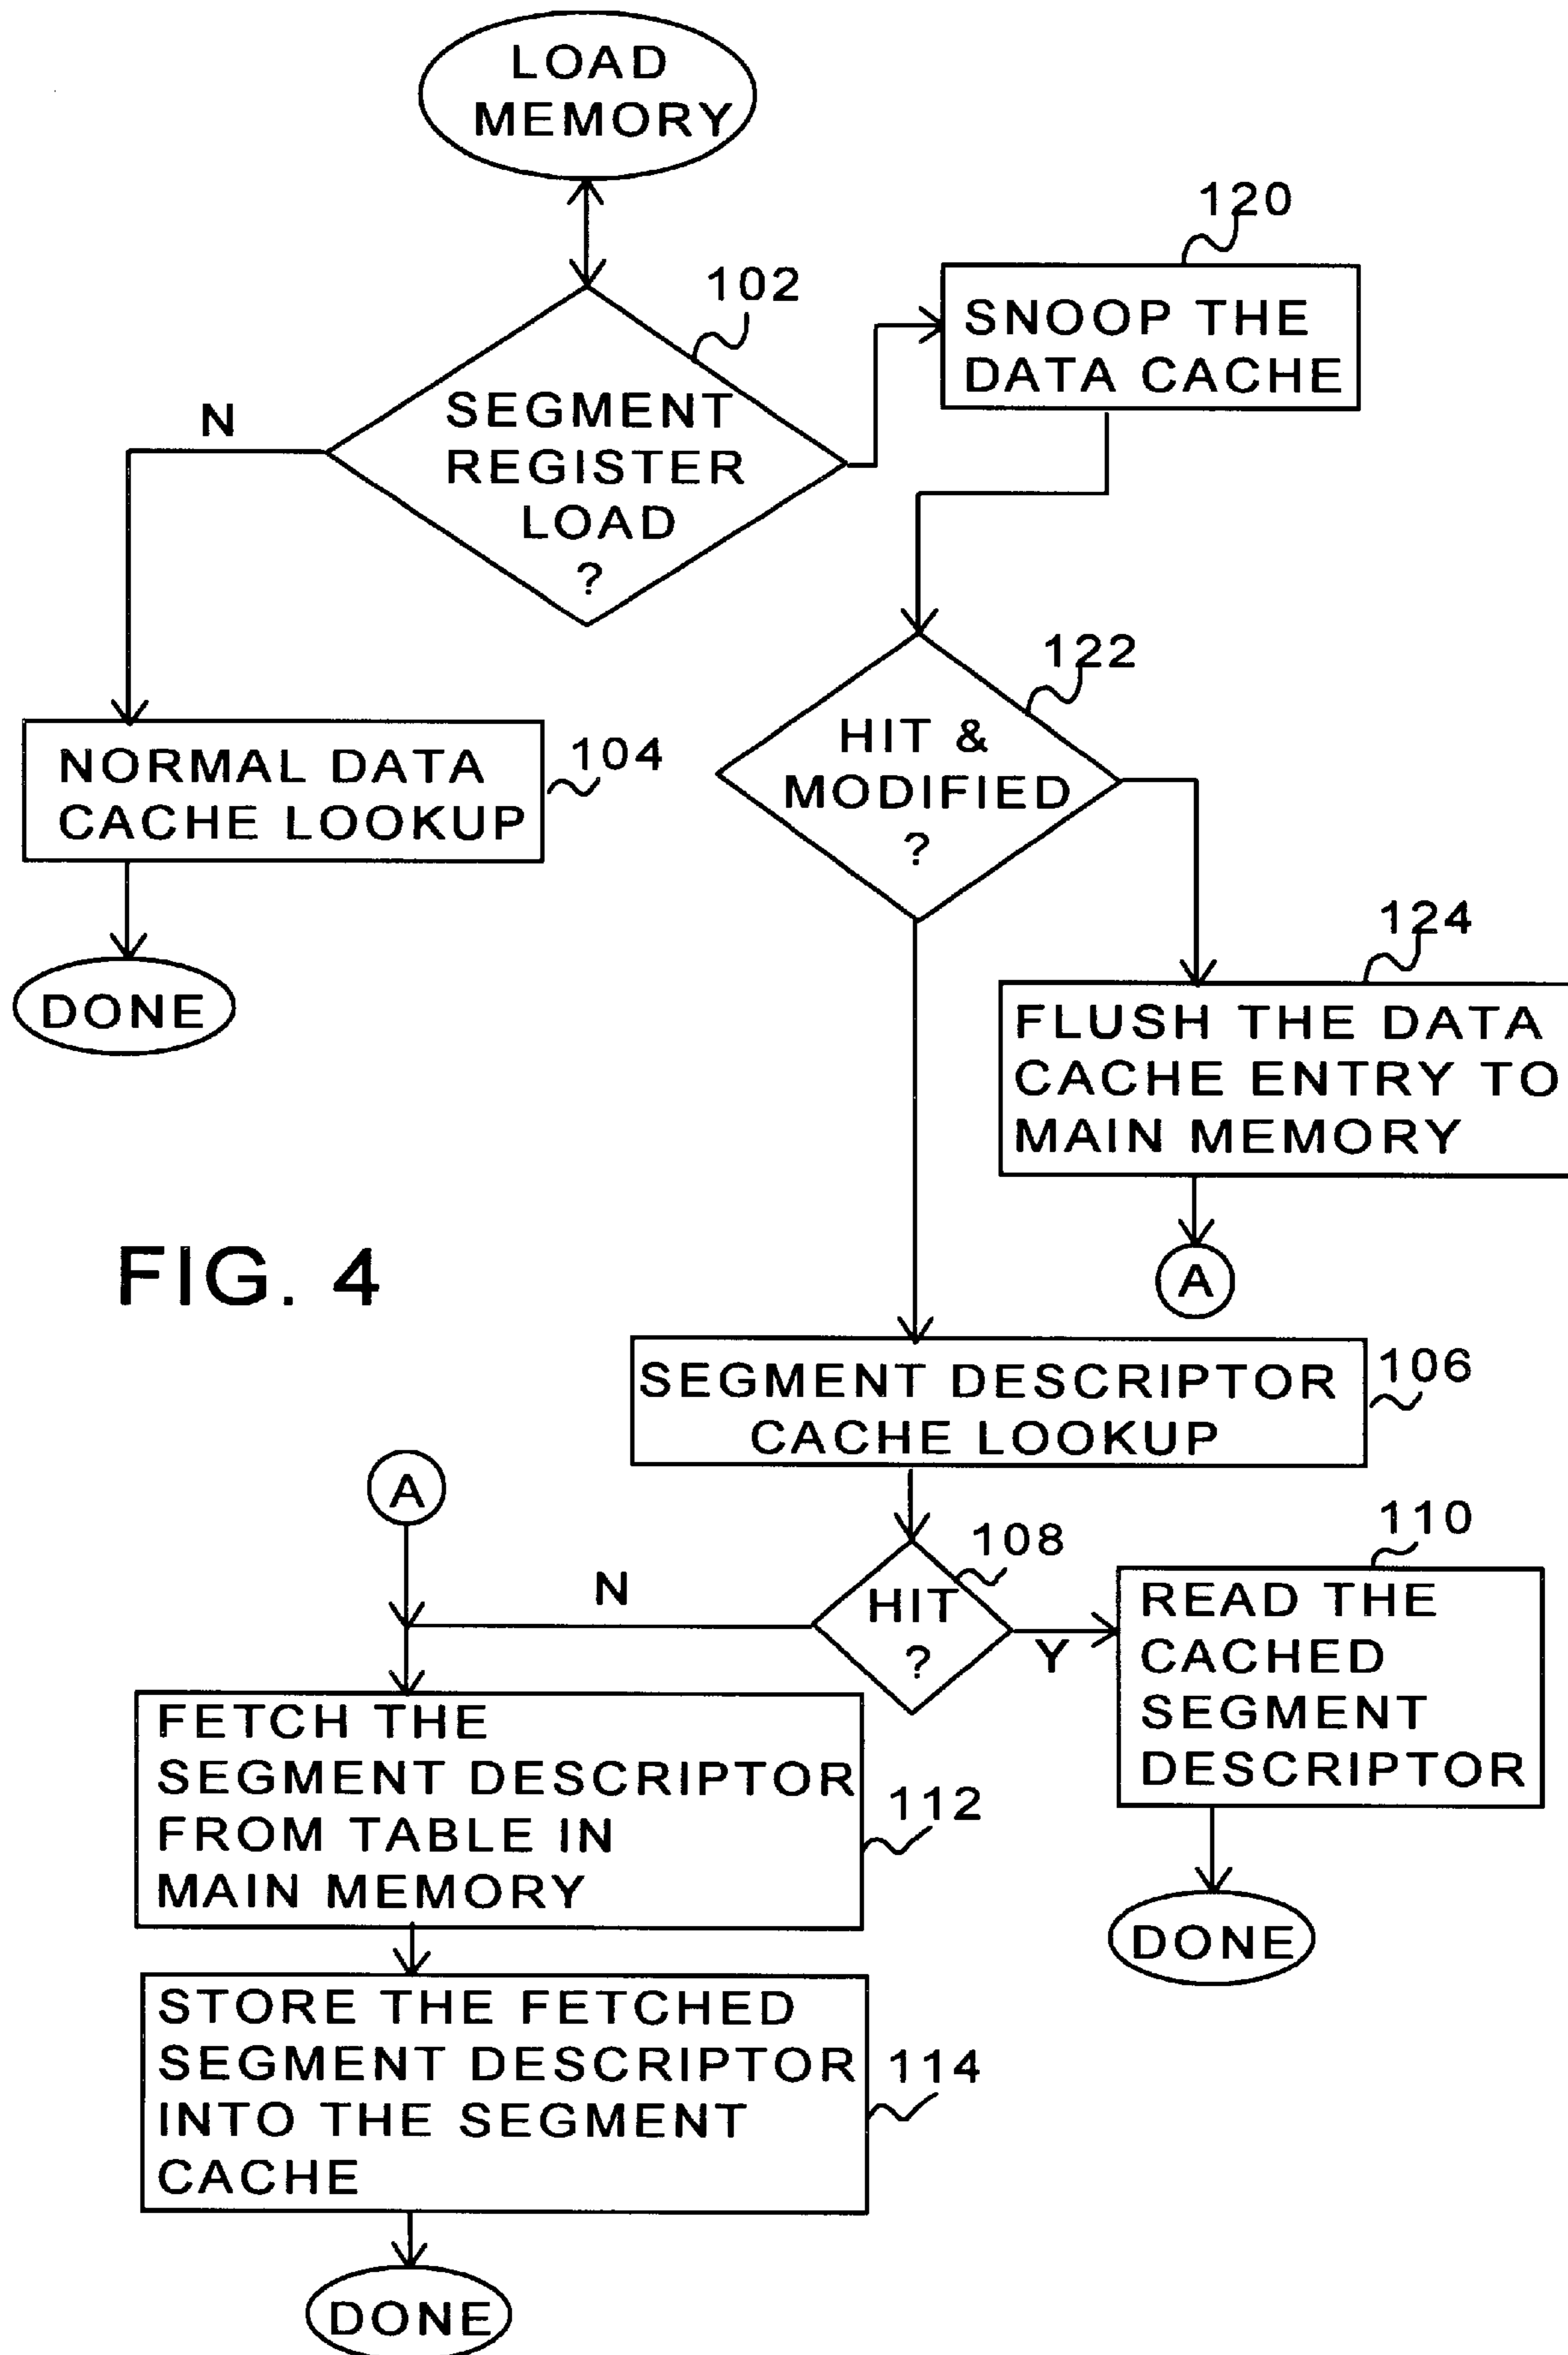 LOAD
MEMORY
120
102
SNOOP THE
DATA CACHE
SEGMENT
REGISTER
LOAD
?
N
122
HIT &
MODIFIED
?
NORMAL DATA
CACHE LOOKUP
104
DONE
124
FLUSH THE DATA
CACHE ENTRY TO
MAIN MEMORY
A
FIG. 4
SEGMENT DESCRIPTOR
CACHE LOOKUP
106
A
108
HIT
?
N
Y
110
READ THE
CACHED
SEGMENT
DESCRIPTOR
DONE
FETCH THE
SEGMENT DESCRIPTOR
FROM TABLE IN
MAIN MEMORY
112
STORE THE FETCHED
SEGMENT DESCRIPTOR
INTO THE SEGMENT
CACHE
114
DONE